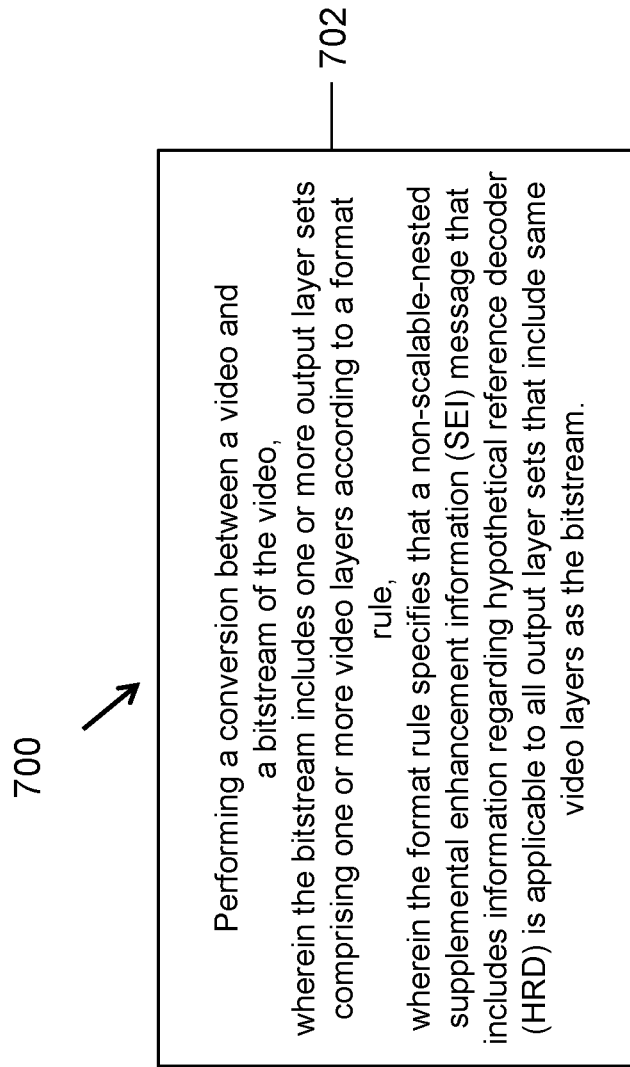 700
702
Performing a conversion between a video and
a bitstream of the video,
wherein the bitstream includes one or more output layer sets
comprising one or more video layers according to a format
rule,
wherein the format rule specifies that a non-scalable-nested
supplemental enhancement information (SEI) message that
includes information regarding hypothetical reference decoder
(HRD) is applicable to all output layer sets that include same
video layers as the bitstream.